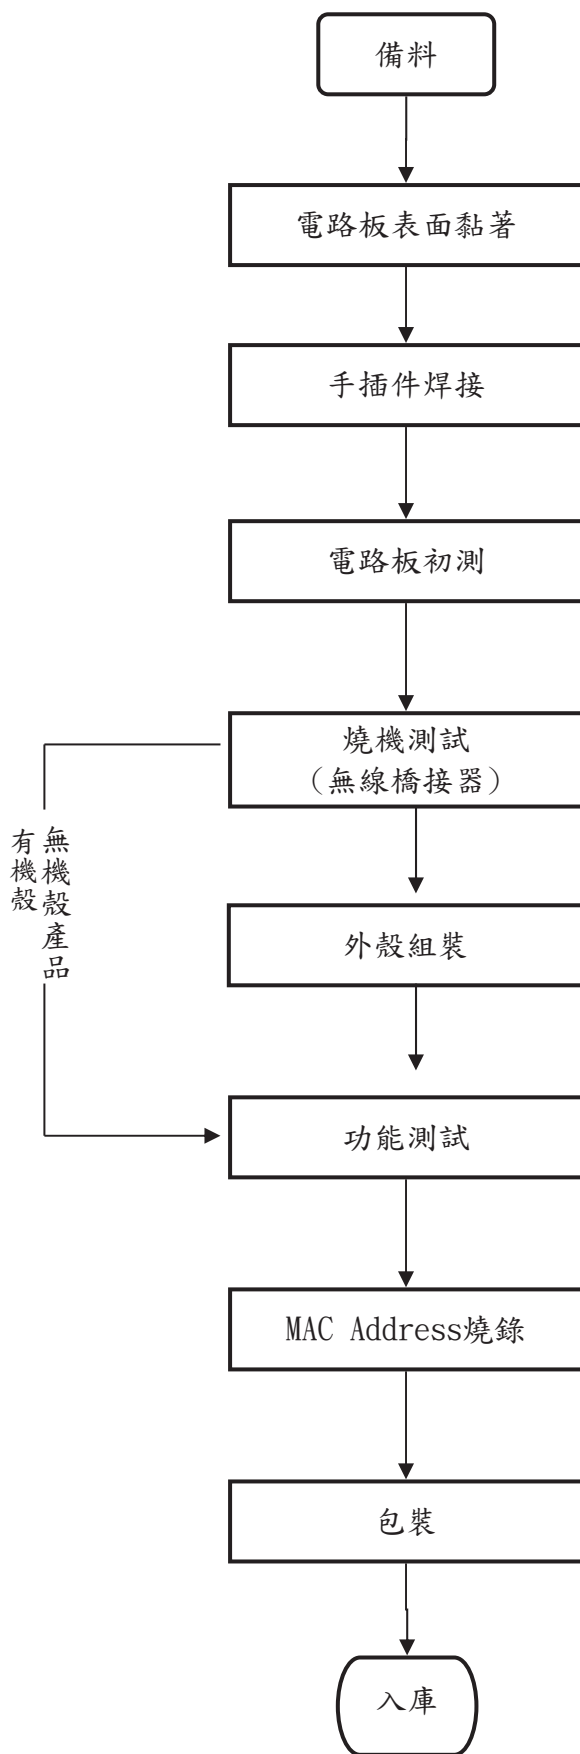 備料
電路板表面黏著
手插件焊接
電路板初測
燒機測試
(無線橋接器)
無機殼產品
有機殼
外殼組裝
功能測試
MAC Address燒錄
包裝
入庫